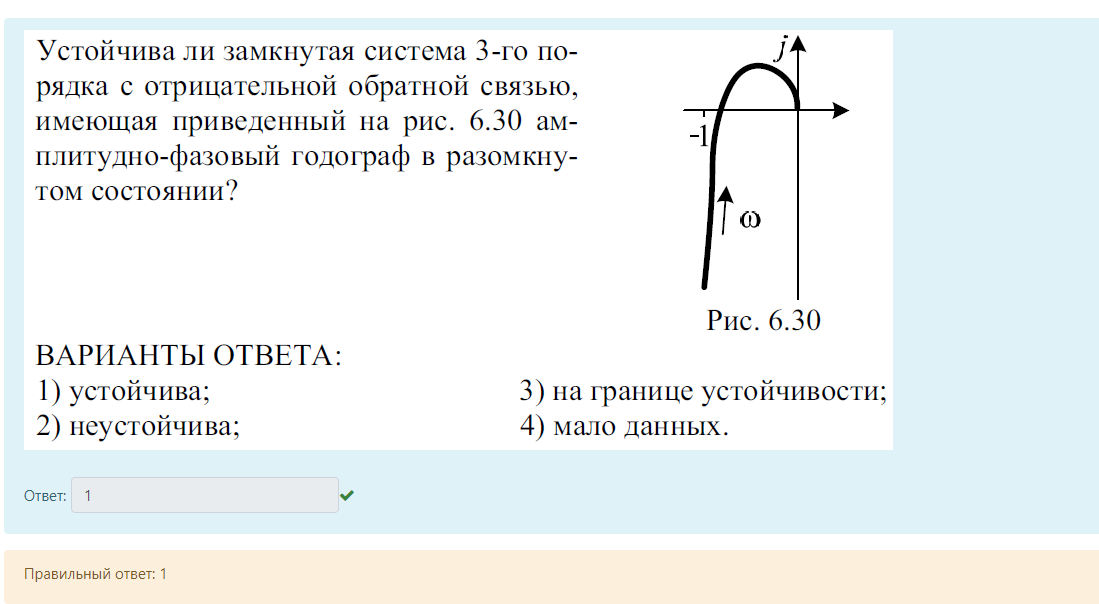 Устойчива ли замкнутая система 3-го по-
рядка с отрицательной обратной связью,
имеющая приведенный на рис. 6.30 ам-
плитудно-фазовый годограф в разомкну-
том состоянии?
j
-1
ω
Рис. 6.30
ВАРИАНТЫ ОТВЕТА:
1) устойчива; 3) на границе устойчивости;
2) неустойчива; 4) мало данных.
Ответ: 1
Правильный ответ: 1